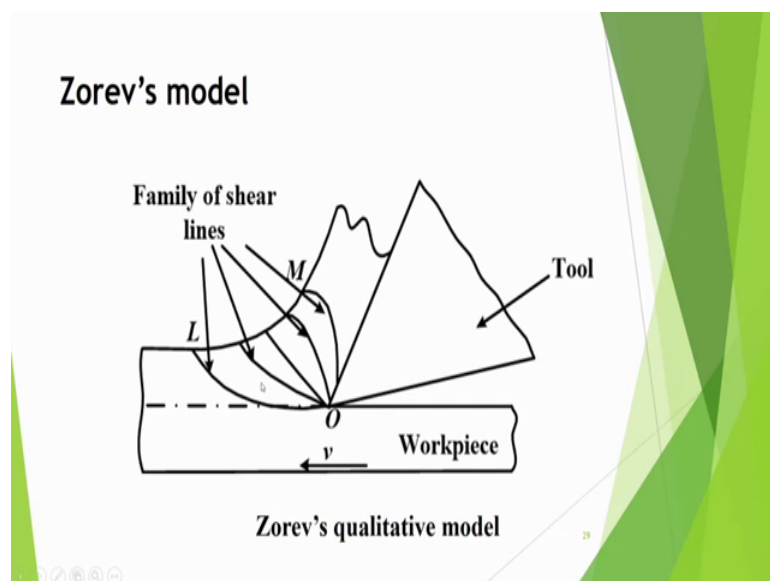 Zorev's model
Family of shear
lines
M
Tool
L
O
v
Workpiece
Zorev's qualitative model
29